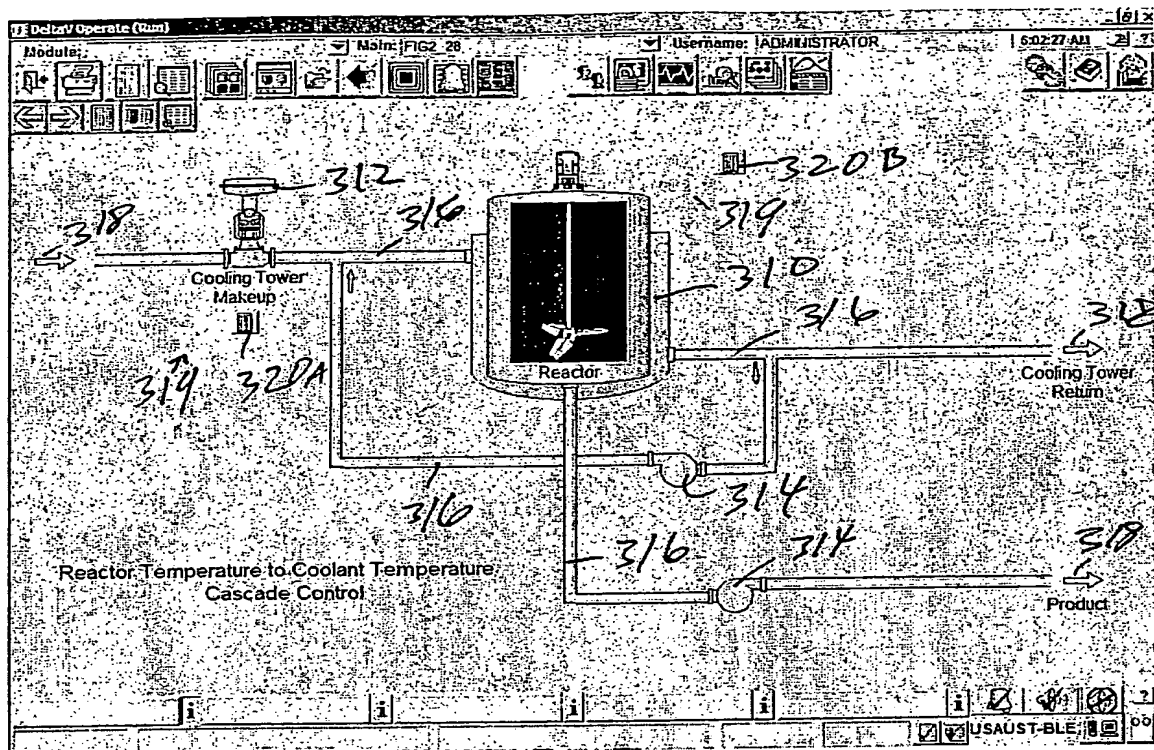 DeltaV Operate (Run)
Module: Main: FIG2_28 Username: ADMINISTRATOR 6:02:27 AM
312
320B
318
316
319
310
Cooling Tower
Makeup
316
318
Reactor
319
320A
Cooling Tower
Return
316
314
316
314
318
Reactor Temperature to Coolant Temperature
Cascade Control
Product
USAUST-BLE